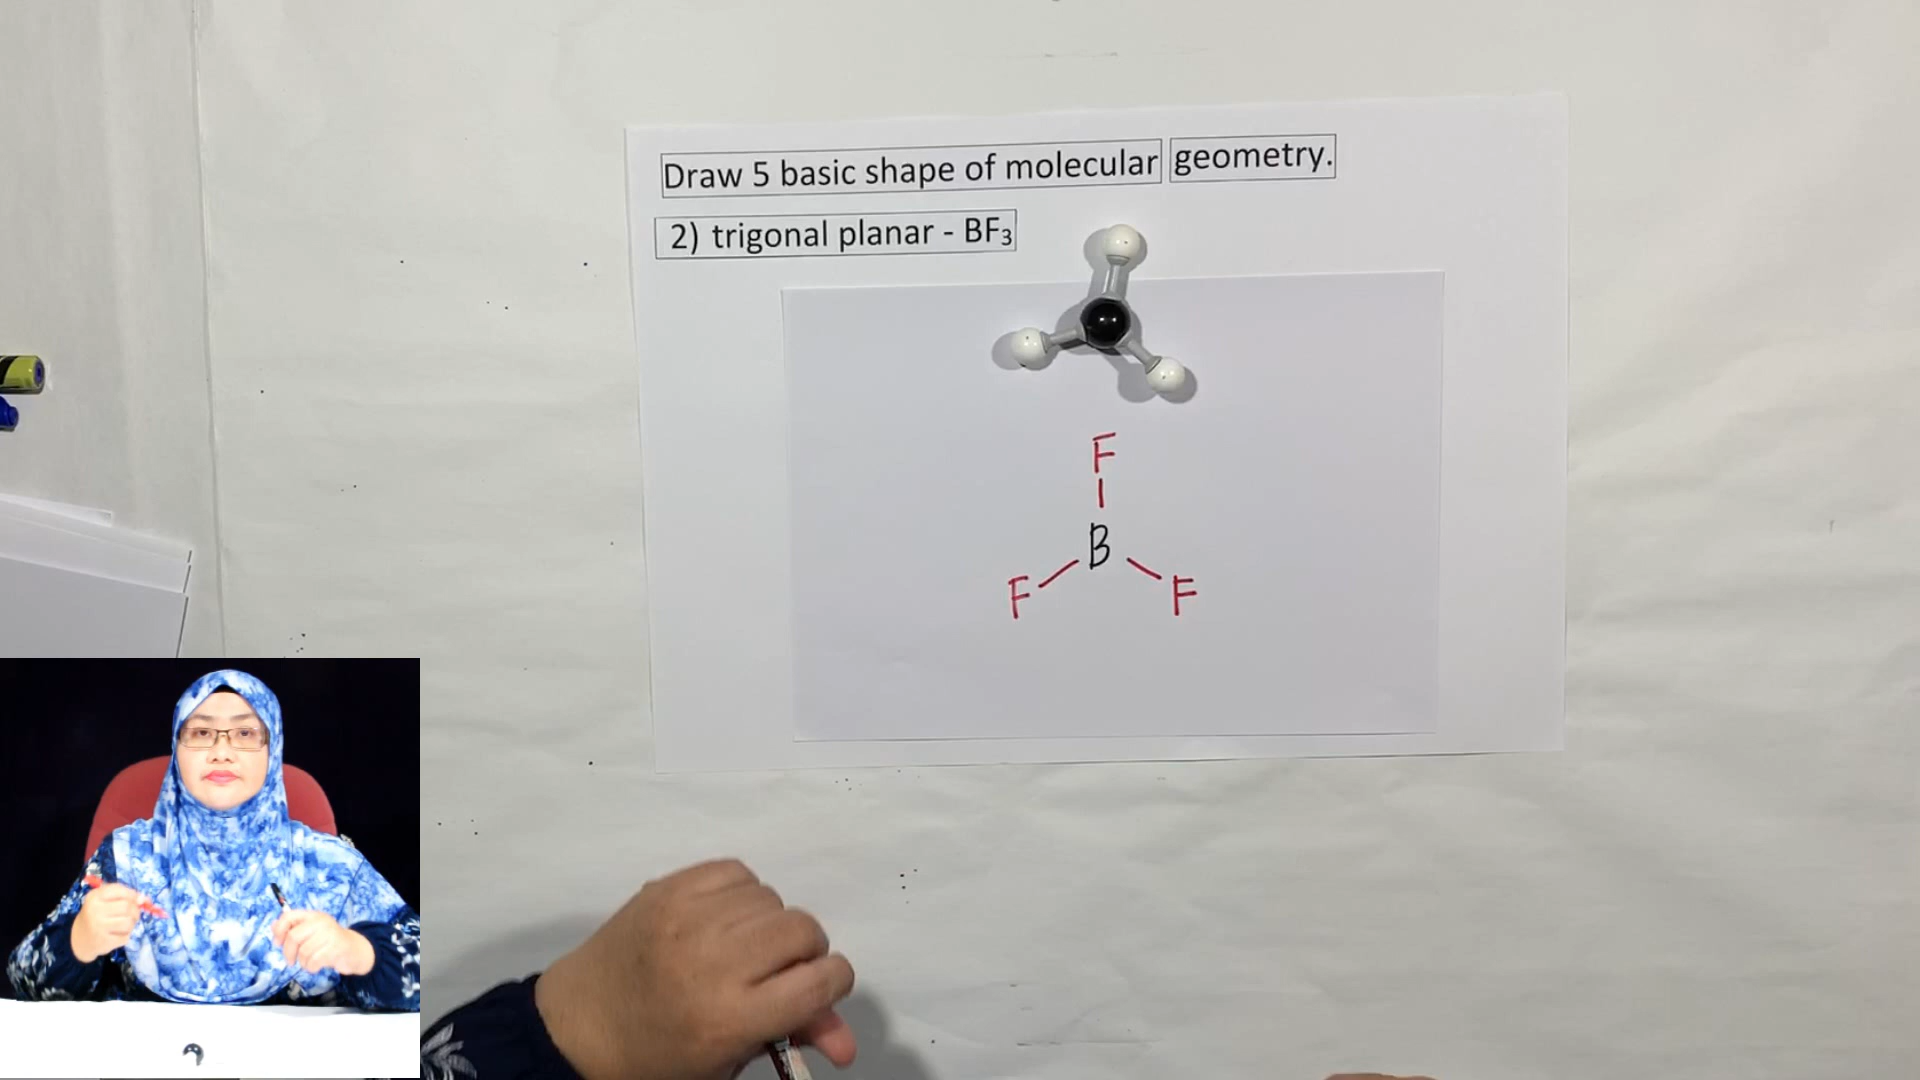 Draw 5 basic shape of molecular geometry.
2) trigonal planar - BF₃
F
B
F F